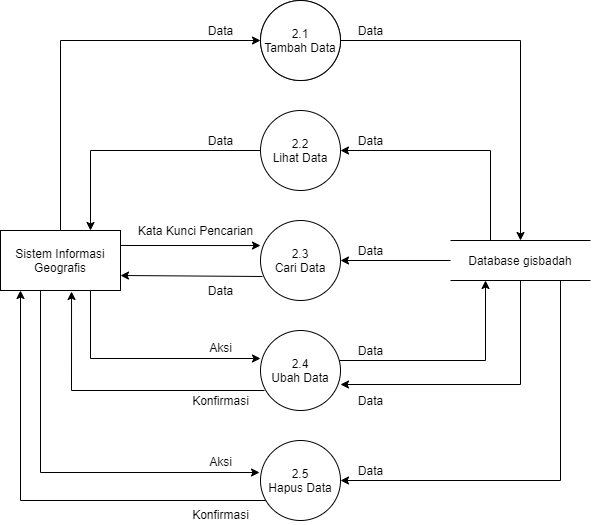 Data
2.1
Tambah Data
Data
Data
2.2
Lihat Data
Data
Sistem Informasi
Geografis
Kata Kunci Pencarian
Data
2.3
Cari Data
Data
Database gisbadah
Aksi
Konfirmasi
2.4
Ubah Data
Data
Data
Aksi
Konfirmasi
2.5
Hapus Data
Data